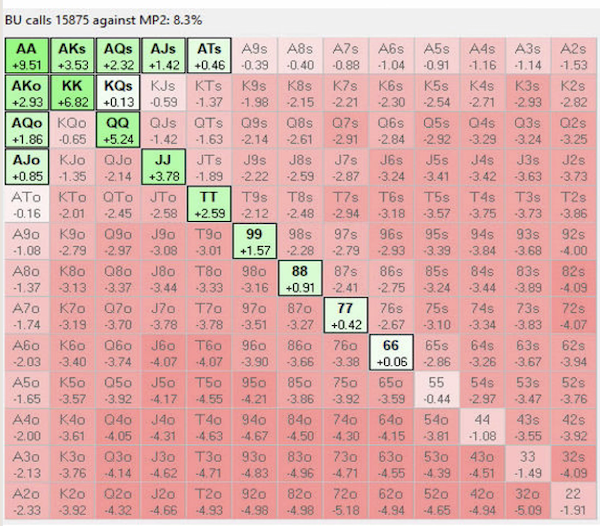 BU calls 15875 against MP2: 8.3%
AA AKs AQs AJs ATs A9s A8s A7s A6s A5s A4s A3s A2s
+9.51 +3.53 +2.32 +1.42 +0.46 -0.39 -0.40 -0.88 -1.04 -0.91 -1.16 -1.14 -1.53
AKo KK KQs KJs KTs K9s K8s K7s K6s K5s K4s K3s K2s
+2.93 +6.82 +0.13 -0.59 -1.37 -1.98 -2.15 -2.21 -2.30 -2.54 -2.71 -2.93 -2.82
AQo KQo QQ QJs QTs Q9s Q8s Q7s Q6s Q5s Q4s Q3s Q2s
+1.86 -0.65 +5.24 -1.42 -1.63 -2.14 -2.61 -2.91 -2.84 -2.92 -3.29 -3.24 -3.25
AJo KJo QJo JJ JTs J9s J8s J7s J6s J5s J4s J3s J2s
+0.85 -1.35 -2.14 +3.78 -1.89 -2.22 -2.59 -2.87 -3.24 -3.41 -3.42 -3.63 -3.73
ATo KTo QTo JTo TT T9s T8s T7s T6s T5s T4s T3s T2s
-0.16 -2.01 -2.45 -2.58 +2.59 -2.12 -2.48 -2.94 -3.18 -3.57 -3.75 -3.73 -3.86
A9o K9o Q9o J9o T9o 99 98s 97s 96s 95s 94s 93s 92s
-1.08 -2.79 -2.97 -3.08 -3.01 +1.57 -2.28 -2.79 -2.93 -3.39 -3.84 -3.68 -4.00
A8o K8o Q8o J8o T8o 98o 88 87s 86s 85s 84s 83s 82s
-1.37 -3.13 -3.37 -3.44 -3.33 -3.16 +0.91 -2.41 -2.75 -3.24 -3.44 -3.89 -4.09
A7o K7o Q7o J7o T7o 97o 87o 77 76s 75s 74s 73s 72s
-1.74 -3.19 -3.70 -3.78 -3.78 -3.51 -3.27 +0.42 -2.67 -3.10 -3.34 -3.83 -4.07
A6o K6o Q6o J6o T6o 96o 86o 76o 66 65s 64s 63s 62s
-2.03 -3.40 -3.74 -4.07 -4.07 -3.90 -3.66 -3.38 +0.06 -2.86 -3.26 -3.67 -3.94
A5o K5o Q5o J5o T5o 95o 85o 75o 65o 55 54s 53s 52s
-1.65 -3.57 -3.92 -4.17 -4.55 -4.21 -3.86 -3.92 -3.59 -0.44 -2.97 -3.47 -3.76
A4o K4o Q4o J4o T4o 94o 84o 74o 64o 54o 44 43s 42s
-2.00 -3.61 -4.05 -4.31 -4.63 -4.67 -4.50 -4.30 -4.15 -3.81 -1.08 -3.55 -3.92
A3o K3o Q3o J3o T3o 93o 83o 73o 63o 53o 43o 33 32s
-2.13 -3.76 -4.14 -4.62 -4.71 -4.83 -4.96 -4.71 -4.55 -4.39 -4.51 -1.49 -4.09
A2o K2o Q2o J2o T2o 92o 82o 72o 62o 52o 42o 32o 22
-2.33 -3.92 -4.32 -4.66 -4.93 -4.98 -4.98 -5.18 -4.94 -4.65 -4.94 -5.09 -1.91